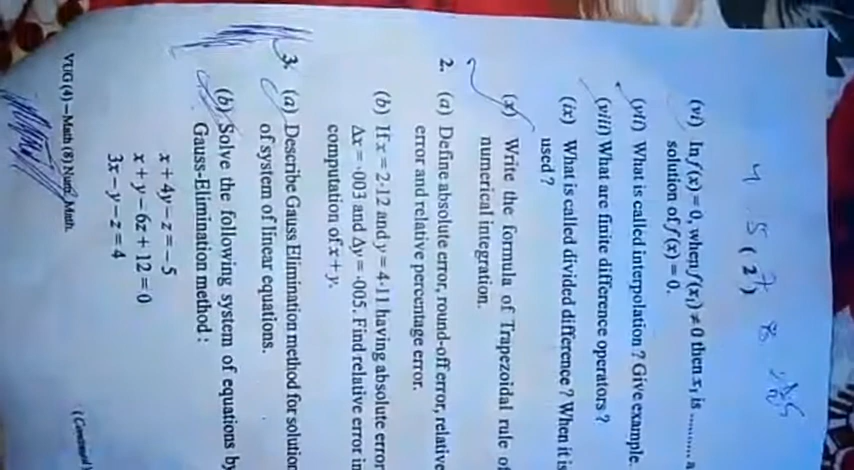 4 5 (2)
(vi) In f(x) = 0, when f(x₁) ≠ 0 then x₁ is .......... a
solution of f(x) = 0.
(vii) What is called interpolation ? Give example.
(viii) What are finite difference operators ?
(ix) What is called divided difference ? When it is
used ?
(x) Write the formula of Trapezoidal rule of
numerical integration.
2. (a) Define absolute error, round-off error, relative
error and relative percentage error.
(b) If x = 2·12 and y = 4·11 having absolute error
Δx = ·003 and Δy = ·005. Find relative error in
computation of x + y.
3. (a) Describe Gauss Elimination method for solution
of system of linear equations.
(b) Solve the following system of equations by
Gauss-Elimination method :
x + 4y – z = –5
x + y – 6z + 12 = 0
3x – y – z = 4
VUG (4) – Math (8) Num. Math. (Continued)